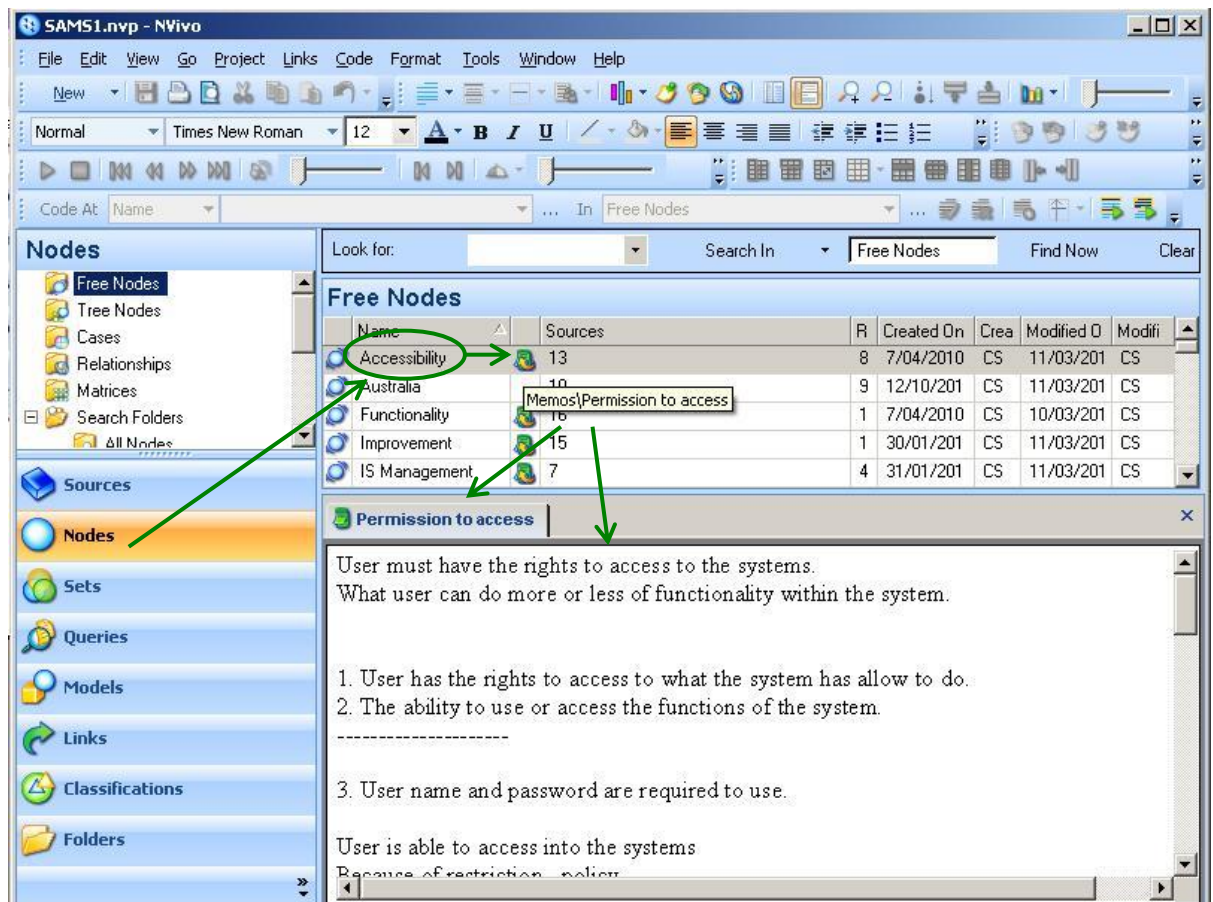 SAMS1.nvp - NVivo
File Edit View Go Project Links Code Format Tools Window Help
New
Normal Times New Roman 12 A B I U
Code At Name ... In Free Nodes ...
Nodes
Free Nodes
Tree Nodes
Cases
Relationships
Matrices
Search Folders
All Nodes
Sources
Nodes
Sets
Queries
Models
Links
Classifications
Folders
Look for: Search In Free Nodes Find Now Clear
Free Nodes
Name Sources R Created On Crea Modified O Modifi
Accessibility 13 8 7/04/2010 CS 11/03/201 CS
Australia 9 12/10/201 CS 11/03/201 CS
Memos\Permission to access
Functionality 16 1 7/04/2010 CS 10/03/201 CS
Improvement 15 1 30/01/201 CS 11/03/201 CS
IS Management 7 4 31/01/201 CS 11/03/201 CS
Permission to access
User must have the rights to access to the systems.
What user can do more or less of functionality within the system.
1. User has the rights to access to what the system has allow to do.
2. The ability to use or access the functions of the system.
--------------------
3. User name and password are required to use.
User is able to access into the systems
Because of restriction - policy